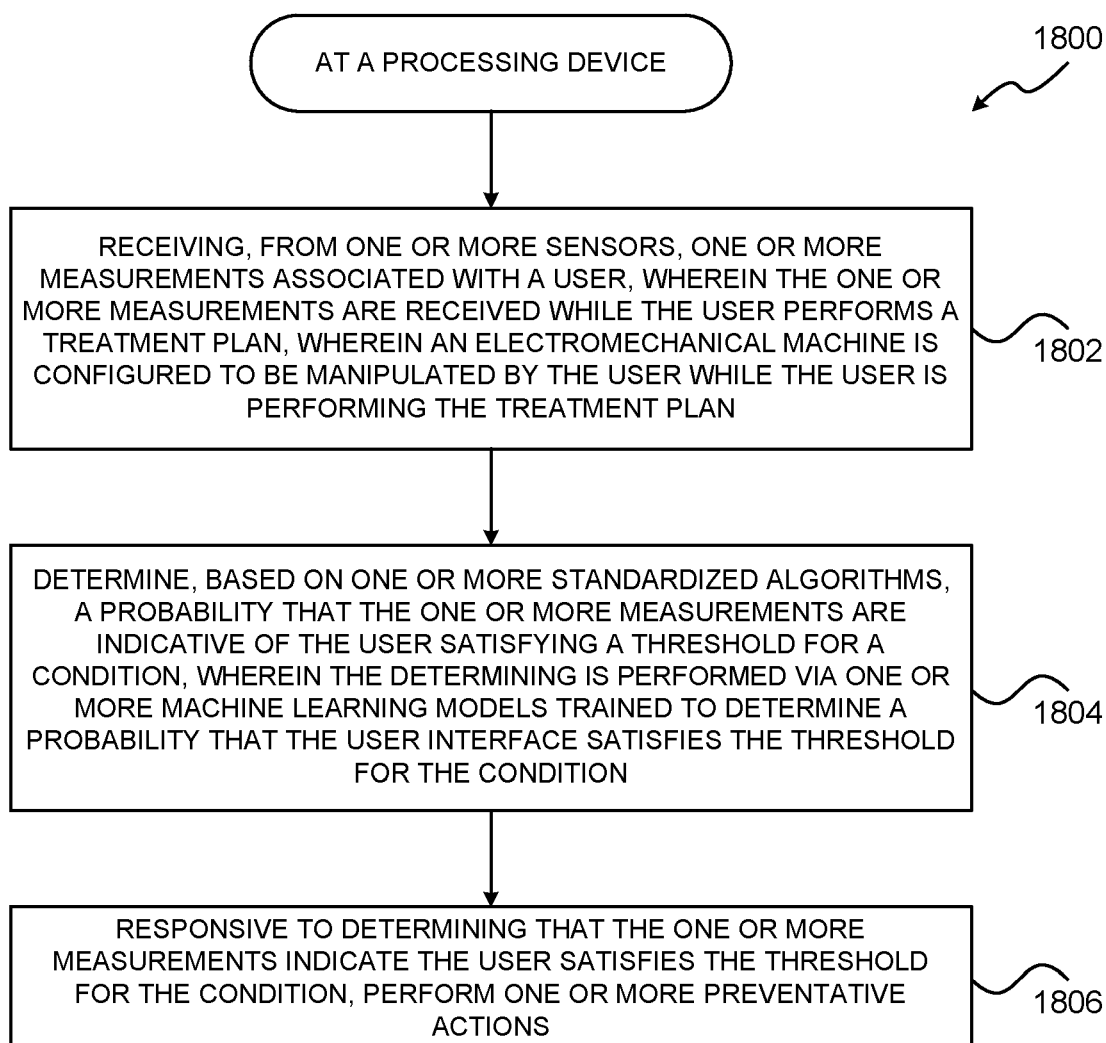 AT A PROCESSING DEVICE
1800
RECEIVING, FROM ONE OR MORE SENSORS, ONE OR MORE
MEASUREMENTS ASSOCIATED WITH A USER, WHEREIN THE ONE OR
MORE MEASUREMENTS ARE RECEIVED WHILE THE USER PERFORMS A
TREATMENT PLAN, WHEREIN AN ELECTROMECHANICAL MACHINE IS
CONFIGURED TO BE MANIPULATED BY THE USER WHILE THE USER IS
PERFORMING THE TREATMENT PLAN
1802
DETERMINE, BASED ON ONE OR MORE STANDARDIZED ALGORITHMS,
A PROBABILITY THAT THE ONE OR MORE MEASUREMENTS ARE
INDICATIVE OF THE USER SATISFYING A THRESHOLD FOR A
CONDITION, WHEREIN THE DETERMINING IS PERFORMED VIA ONE OR
MORE MACHINE LEARNING MODELS TRAINED TO DETERMINE A
PROBABILITY THAT THE USER INTERFACE SATISFIES THE THRESHOLD
FOR THE CONDITION
1804
RESPONSIVE TO DETERMINING THAT THE ONE OR MORE
MEASUREMENTS INDICATE THE USER SATISFIES THE THRESHOLD
FOR THE CONDITION, PERFORM ONE OR MORE PREVENTATIVE
ACTIONS
1806